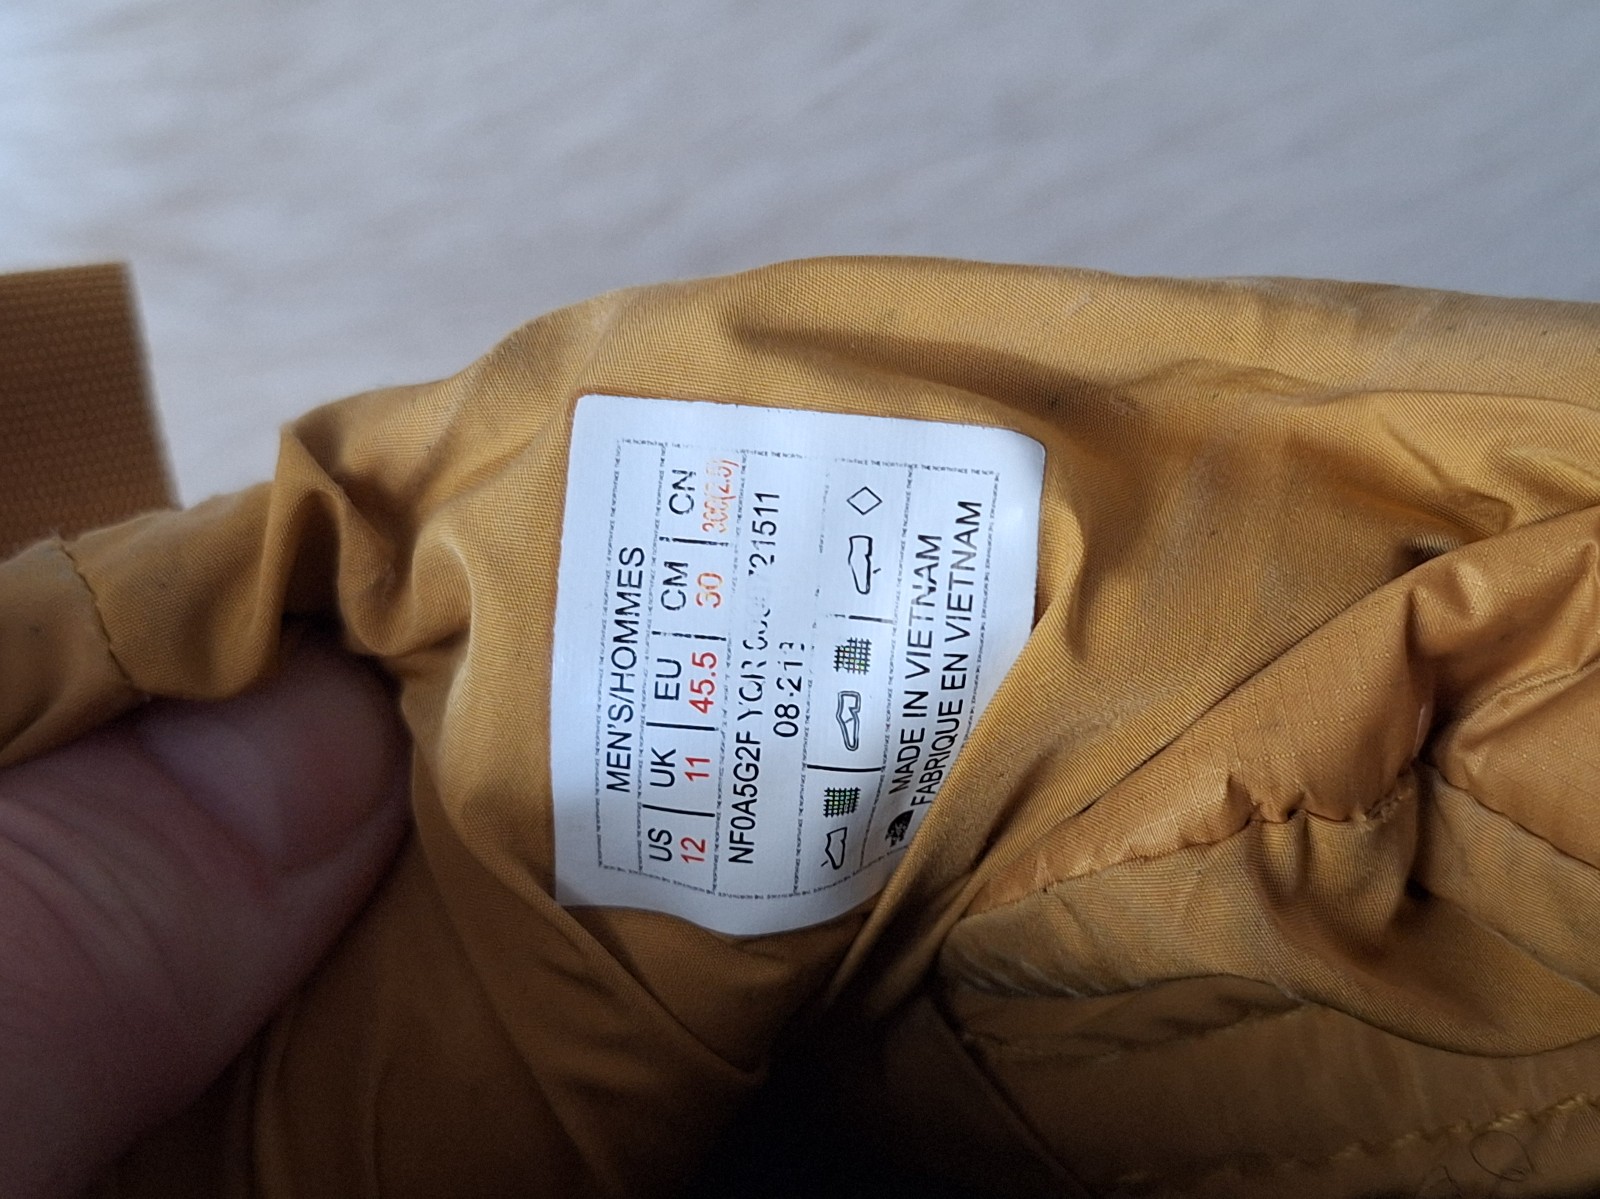 MEN'S/HOMMES
US | UK | EU | CM | CN
12 | 11 | 45.5 | 30 |
NF0A5G2F 21511
MADE IN VIETNAM
FABRIQUE EN VIETNAM